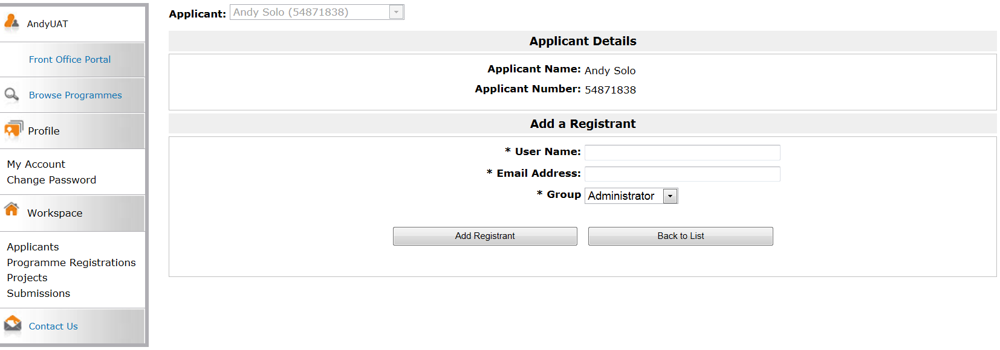 AndyUAT
Front Office Portal
Browse Programmes
Profile
My Account
Change Password
Workspace
Applicants
Programme Registrations
Projects
Submissions
Contact Us
Applicant: Andy Solo (54871838)
Applicant Details
Applicant Name: Andy Solo
Applicant Number: 54871838
Add a Registrant
* User Name:
* Email Address:
* Group Administrator
Add Registrant Back to List